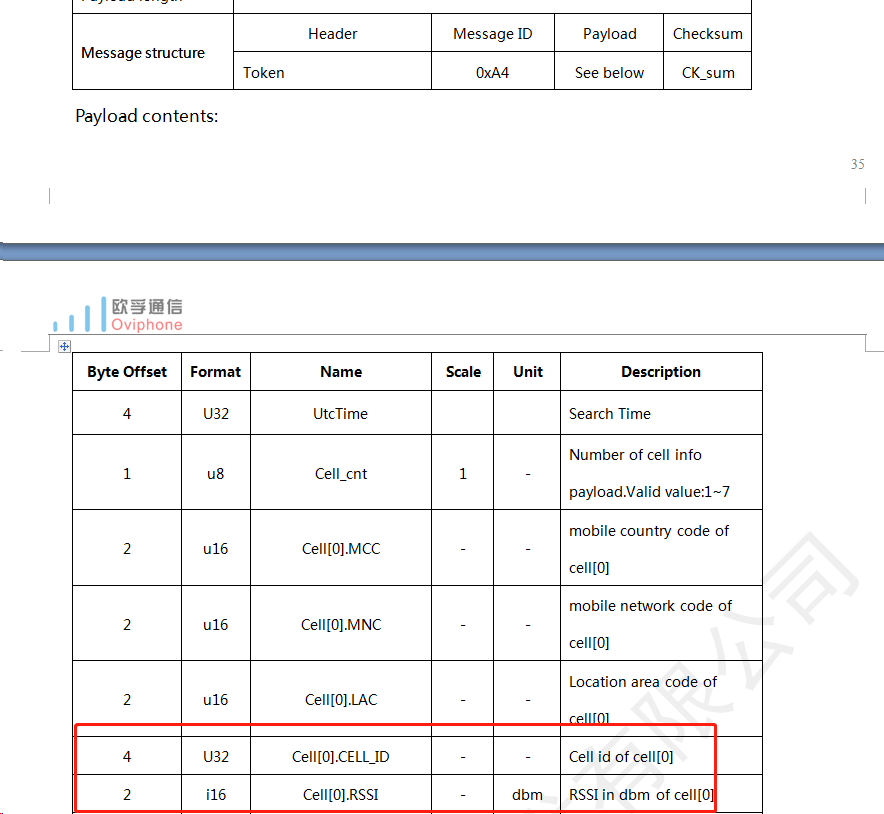 Message structure
Header Message ID Payload Checksum
Token 0xA4 See below CK_sum
Payload contents:
35
欧孚通信
Oviphone
Byte Offset Format Name Scale Unit Description
4 U32 UtcTime Search Time
1 u8 Cell_cnt 1 - Number of cell info
payload.Valid value:1~7
2 u16 Cell[0].MCC - - mobile country code of
cell[0]
2 u16 Cell[0].MNC - - mobile network code of
cell[0]
2 u16 Cell[0].LAC - - Location area code of
cell[0]
4 U32 Cell[0].CELL_ID - - Cell id of cell[0]
2 i16 Cell[0].RSSI - dbm RSSI in dbm of cell[0]
有限公司